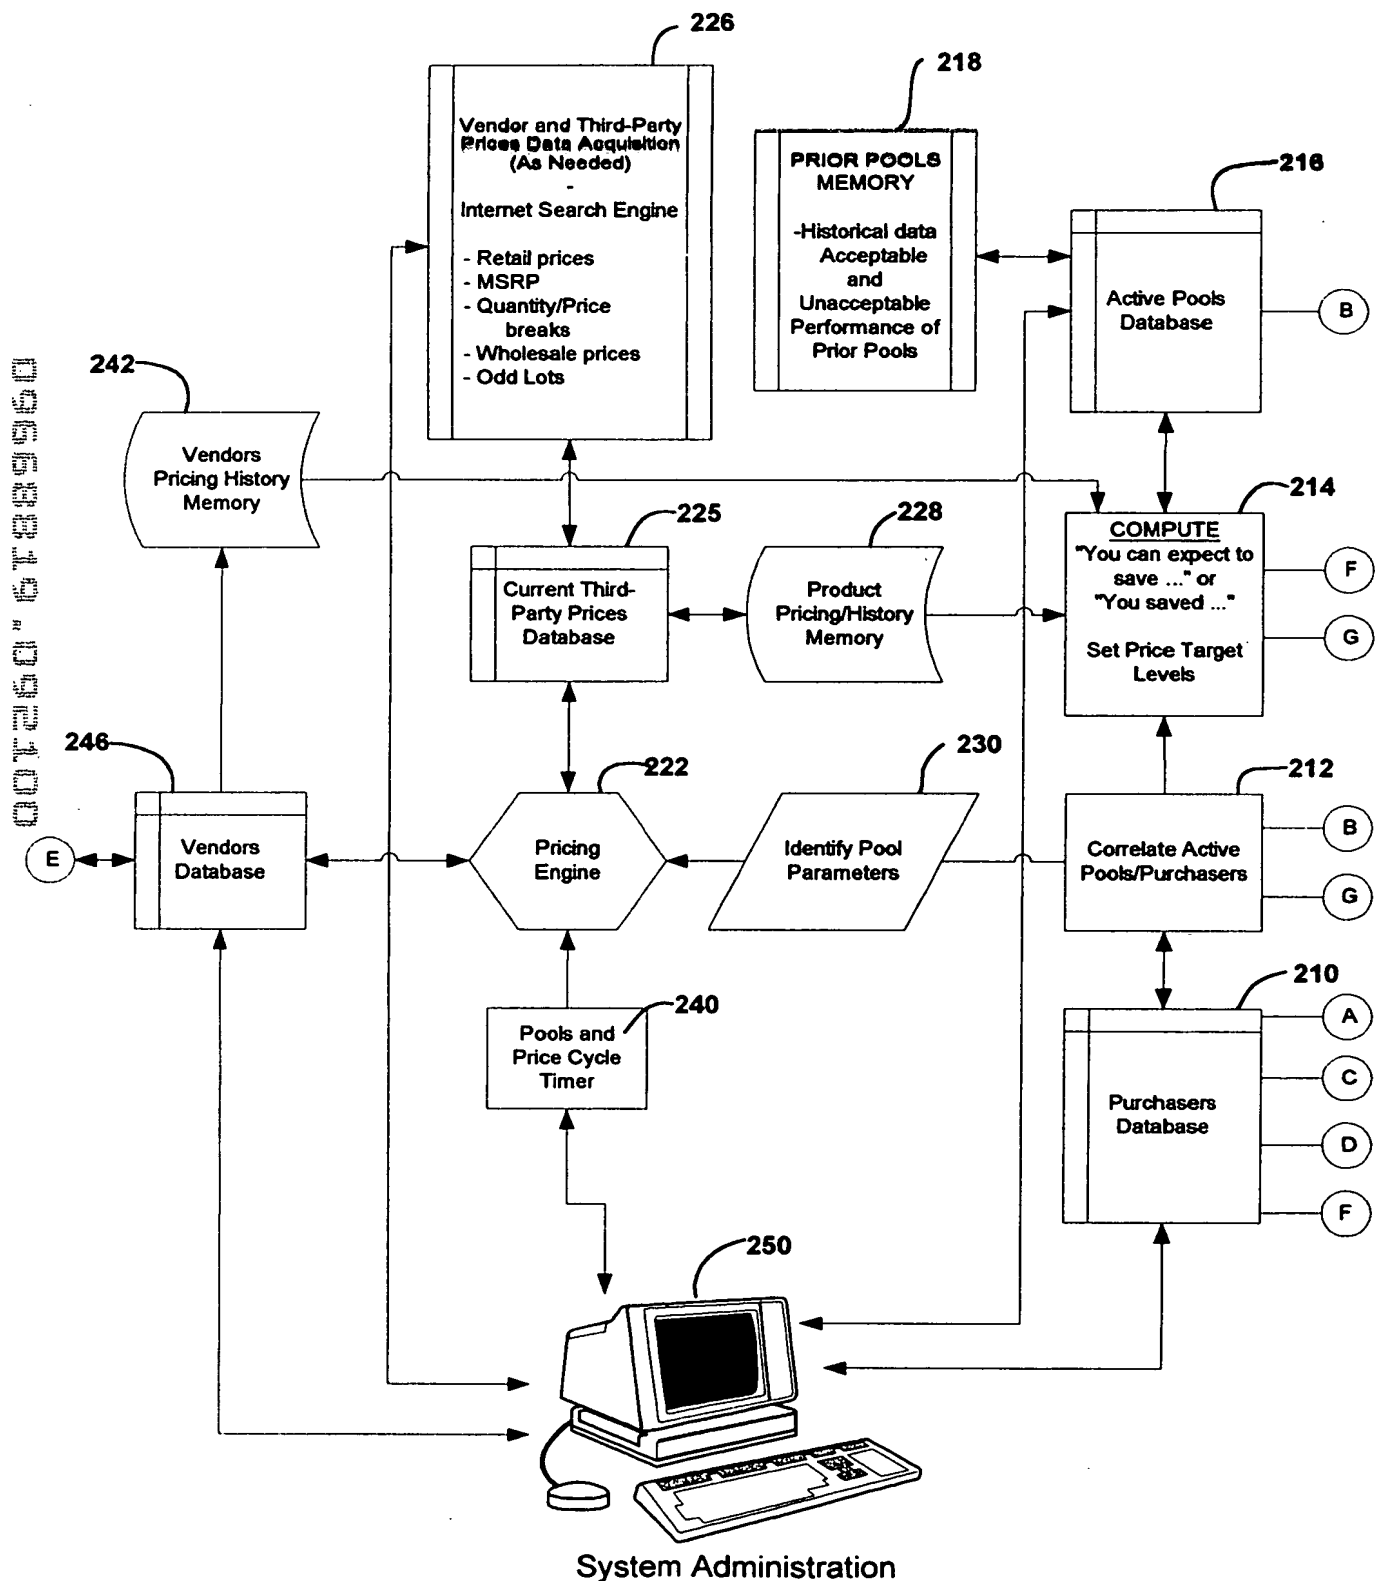 226
Vendor and Third-Party
Prices Data Acquisition
(As Needed)
-
Internet Search Engine
- Retail prices
- MSRP
- Quantity/Price
breaks
- Wholesale prices
- Odd Lots
218
PRIOR POOLS
MEMORY
-Historical data
Acceptable
and
Unacceptable
Performance of
Prior Pools
216
Active Pools
Database
B
09668819.092100
242
Vendors
Pricing History
Memory
225
Current Third-
Party Prices
Database
228
Product
Pricing/History
Memory
214
COMPUTE
"You can expect to
save ..." or
"You saved ..."
Set Price Target
Levels
F
G
246
Vendors
Database
E
222
Pricing
Engine
230
Identify Pool
Parameters
212
Correlate Active
Pools/Purchasers
B
G
240
Pools and
Price Cycle
Timer
210
Purchasers
Database
A
C
D
F
250
System Administration